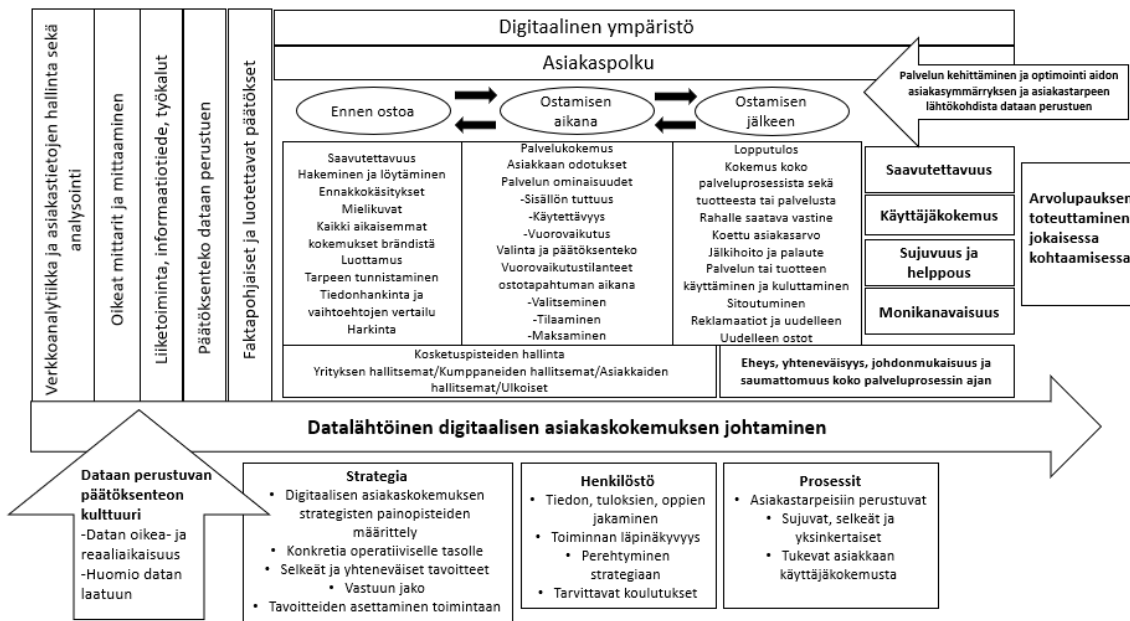 Verkkoanalytiikka ja asiakastietojen hallinta sekä
analysointi
Oikeat mittarit ja mittaaminen
Liiketoiminta, informaatiotiede, työkalut
Päätöksenteko dataan perustuen
Faktapohjaiset ja luotettavat päätökset
Digitaalinen ympäristö
Asiakaspolku
Palvelun kehittäminen ja optimointi aidon
asiakasymmärryksen ja asiakastarpeen
lähtökohdista dataan perustuen
Ennen ostoa
Ostamisen
aikana
Ostamisen
jälkeen
Saavutettavuus
Hakeminen ja löytäminen
Ennakkokäsitykset
Mielikuvat
Kaikki aikaisemmat
kokemukset brändistä
Luottamus
Tarpeen tunnistaminen
Tiedonhankinta ja
vaihtoehtojen vertailu
Harkinta
Palvelukokemus
Asiakkaan odotukset
Palvelun ominaisuudet
-Sisällön tuttuus
-Käytettävyys
-Vuorovaikutus
Valinta ja päätöksenteko
Vuorovaikutustilanteet
ostotapahtuman aikana
-Valitseminen
-Tilaaminen
-Maksaminen
Lopputulos
Kokemus koko
palveluprosessista sekä
tuotteesta tai palvelusta
Rahalle saatava vastine
Koettu asiakasarvo
Jälkihoito ja palaute
Palvelun tai tuotteen
käyttäminen ja kuluttaminen
Sitoutuminen
Reklamaatiot ja uudelleen
Uudelleen ostot
Saavutettavuus
Käyttäjäkokemus
Sujuvuus ja
helppous
Monikanavaisuus
Arvolupauksen
toteuttaminen
jokaisessa
kohtaamisessa
Kosketuspisteiden hallinta
Yrityksen hallitsemat/Kumppaneiden hallitsemat/Asiakkaiden
hallitsemat/Ulkoiset
Eheys, yhteneväisyys, johdonmukaisuus ja
saumattomuus koko palveluprosessin ajan
Datalähtöinen digitaalisen asiakaskokemuksen johtaminen
Dataan perustuvan
päätöksenteon
kulttuuri
-Datan oikea- ja
reaaliaikaisuus
-Huomio datan
laatuun
Strategia
• Digitaalisen asiakaskokemuksen
strategisten painopisteiden
määrittely
• Konkretia operatiiviselle tasolle
• Selkeät ja yhteneväiset tavoitteet
• Vastuun jako
• Tavoitteiden asettaminen toimintaan
Henkilöstö
• Tiedon, tuloksien, oppien
jakaminen
• Toiminnan läpinäkyvyys
• Perehtyminen
strategiaan
• Tarvittavat koulutukset
Prosessit
• Asiakastarpeisiin perustuvat
• Sujuvat, selkeät ja
yksinkertaiset
• Tukevat asiakkaan
käyttäjäkokemusta